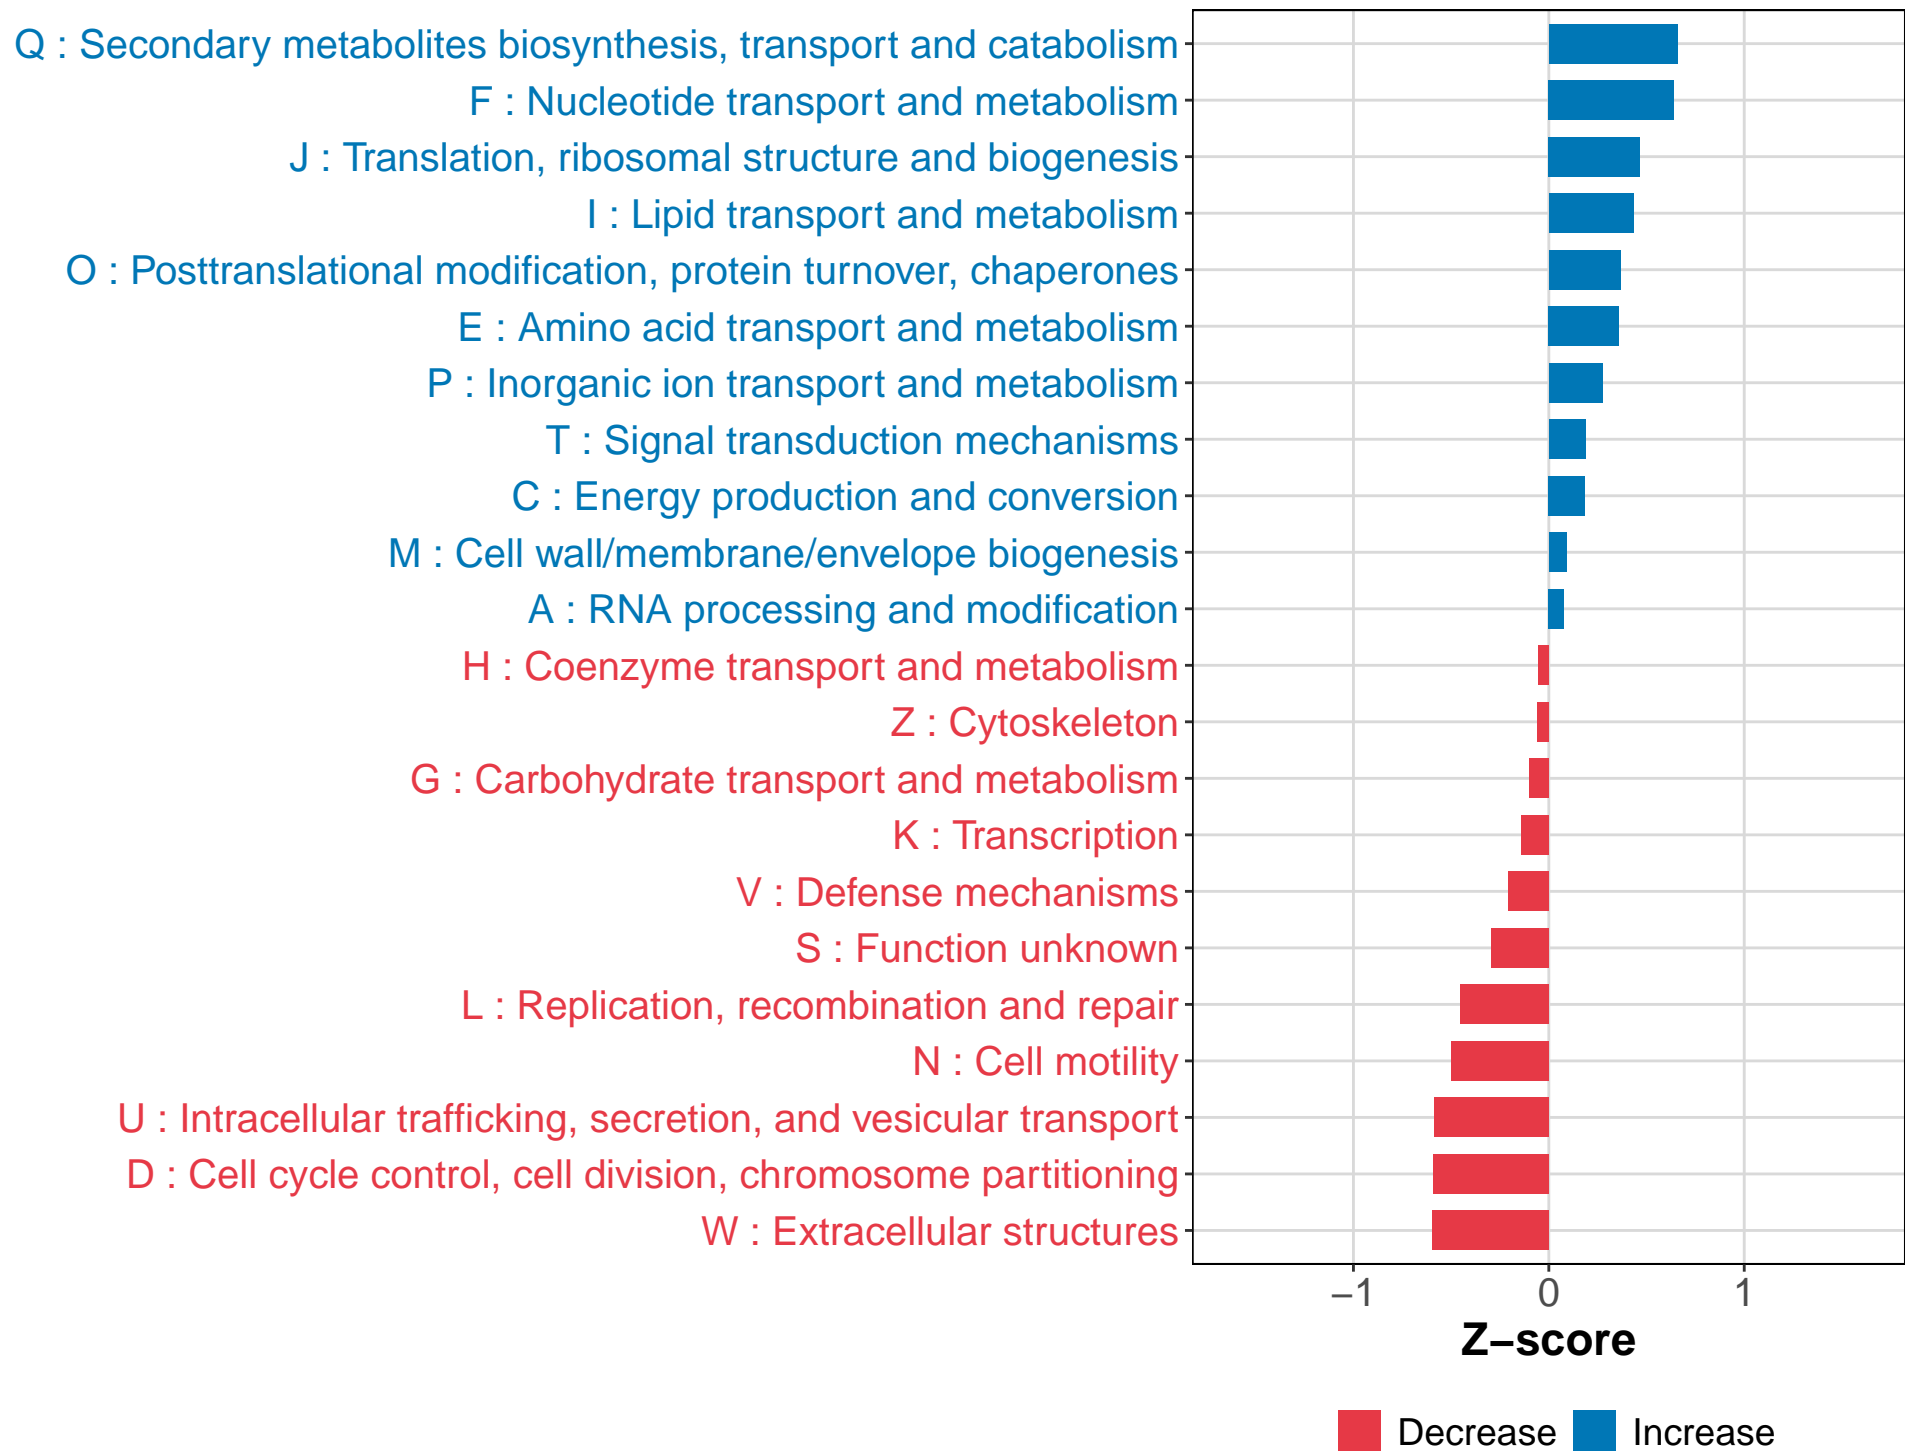 Q : Secondary metabolites biosynthesis, transport and catabolism
F : Nucleotide transport and metabolism
J : Translation, ribosomal structure and biogenesis
I : Lipid transport and metabolism
O : Posttranslational modification, protein turnover, chaperones
E : Amino acid transport and metabolism
P : Inorganic ion transport and metabolism
T : Signal transduction mechanisms
C : Energy production and conversion
M : Cell wall/membrane/envelope biogenesis
A : RNA processing and modification
H : Coenzyme transport and metabolism
Z : Cytoskeleton
G : Carbohydrate transport and metabolism
K : Transcription
V : Defense mechanisms
S : Function unknown
L : Replication, recombination and repair
N : Cell motility
U : Intracellular trafficking, secretion, and vesicular transport
D : Cell cycle control, cell division, chromosome partitioning
W : Extracellular structures
−1 0 1
Z−score
Decrease Increase